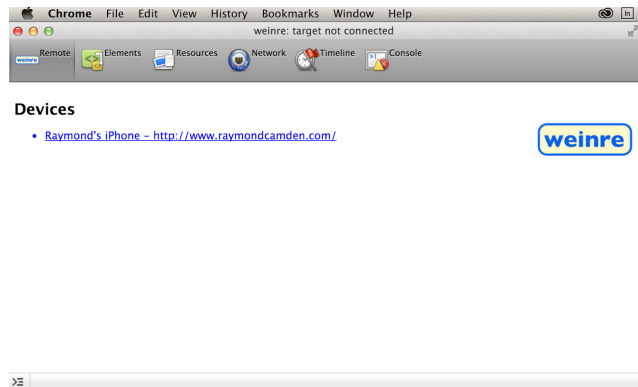 Chrome File Edit View History Bookmarks Window Help In
weinre: target not connected
weinre Remote Elements Resources Network Timeline Console
Devices
• Raymond's iPhone – http://www.raymondcamden.com/
weinre